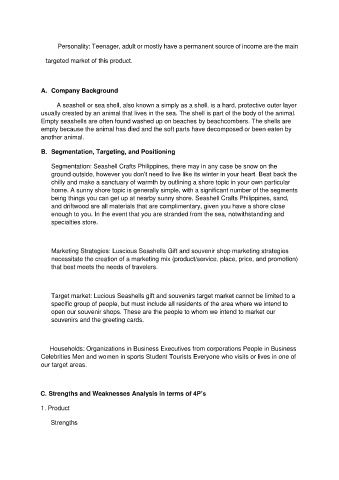 Personality: Teenager, adult or mostly have a permanent source of income are the main
targeted market of this product.
A. Company Background
A seashell or sea shell, also known a simply as a shell, is a hard, protective outer layer
usually created by an animal that lives in the sea. The shell is part of the body of the animal.
Empty seashells are often found washed up on beaches by beachcombers. The shells are
empty because the animal has died and the soft parts have decomposed or been eaten by
another animal.
B. Segmentation, Targeting, and Positioning
Segmentation: Seashell Crafts Philippines, there may in any case be snow on the
ground outside, however you don't need to live like its winter in your heart. Beat back the
chilly and make a sanctuary of warmth by outlining a shore topic in your own particular
home. A sunny shore topic is generally simple, with a significant number of the segments
being things you can get up at nearby sunny shore. Seashell Crafts Philippines, sand,
and driftwood are all materials that are complimentary, given you have a shore close
enough to you. In the event that you are stranded from the sea, notwithstanding and
specialties store.
Marketing Strategies: Luscious Seashells Gift and souvenir shop marketing strategies
necessitate the creation of a marketing mix (product/service, place, price, and promotion)
that best meets the needs of travelers.
Target market: Lucious Seashells gift and souvenirs target market cannot be limited to a
specific group of people, but must include all residents of the area where we intend to
open our souvenir shops. These are the people to whom we intend to market our
souvenirs and the greeting cards.
Households; Organizations in Business Executives from corporations People in Business
Celebrities Men and women in sports Student Tourists Everyone who visits or lives in one of
our target areas.
C. Strengths and Weaknesses Analysis in terms of 4P's
1. Product
Strengths